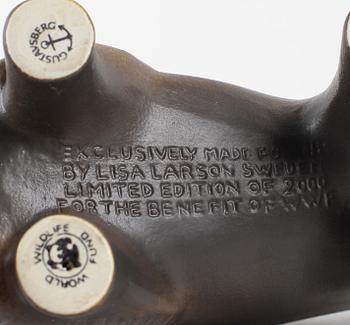 GUSTAVSBERG
EXCLUSIVELY MADE FOR
BY LISA LARSON SWEDEN
LIMITED EDITION OF 2000
FOR THE BENEFIT OF WWF
WORLD WILDLIFE FUND